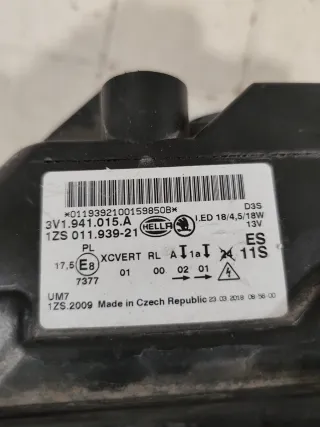 *0119392100159850B*
3V1.941.015.A
1ZS 011.939-21
HELLA
D3S
LED 18/4,5/18W
13V
PL
17,5 E8 XCVERT RL A 1a 24 ES
7377 01 00 02 01 11S
UM7
1ZS.2009 Made in Czech Republic 23.03.2018 08:56:00